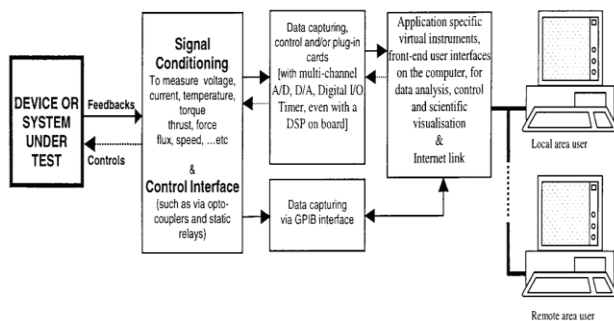 DEVICE OR
SYSTEM
UNDER
TEST
Feedbacks
Controls
Signal
Conditioning
To measure voltage,
current, temperature,
torque
thrust, force
flux, speed, ...etc
&
Control Interface
(such as via opto-
couplers and static
relays)
Data capturing,
control and/or plug-in
cards
[with multi-channel
A/D, D/A, Digital I/O
Timer, even with a
DSP on board]
Data capturing
via GPIB interface
Application specific
virtual instruments,
front-end user interfaces
on the computer, for
data analysis, control
and scientific
visualisation
&
Internet link
Local area user
Remote area user